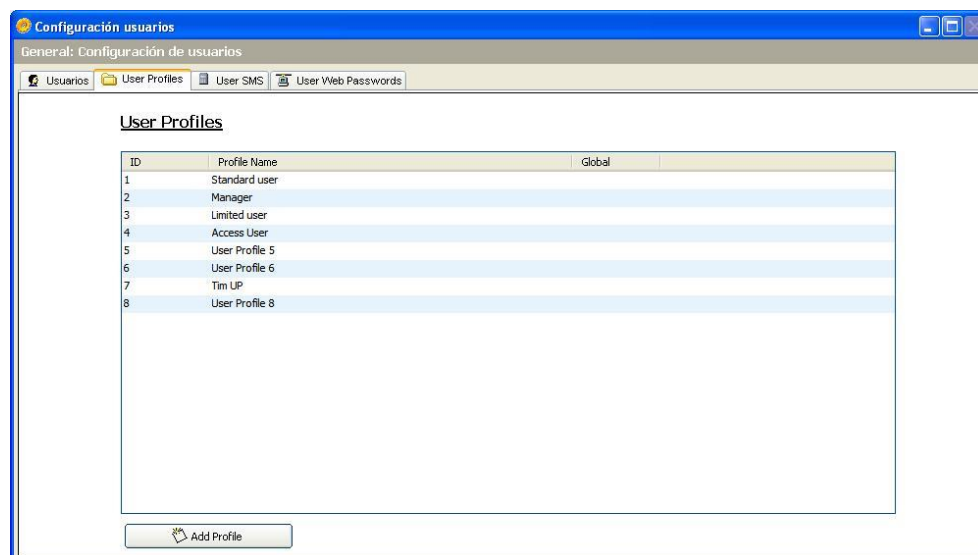 Configuración usuarios
General: Configuración de usuarios
Usuarios User Profiles User SMS User Web Passwords
User Profiles
ID Profile Name Global
1 Standard user
2 Manager
3 Limited user
4 Access User
5 User Profile 5
6 User Profile 6
7 Tim UP
8 User Profile 8
Add Profile